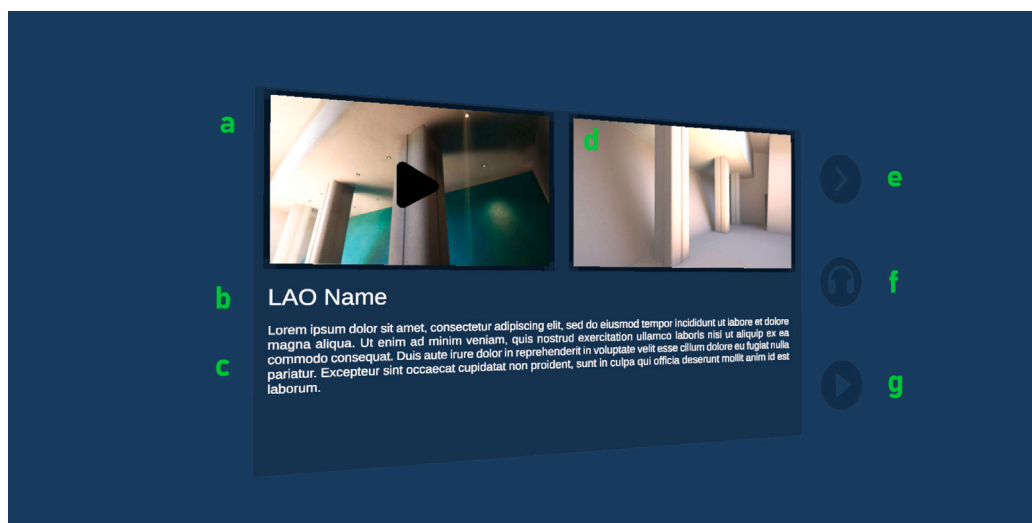 a
d
e
f
b
LAO Name
Lorem ipsum dolor sit amet, consectetur adipiscing elit, sed do eiusmod tempor incididunt ut labore et dolore
magna aliqua. Ut enim ad minim veniam, quis nostrud exercitation ullamco laboris nisi ut aliquip ex ea
commodo consequat. Duis aute irure dolor in reprehenderit in voluptate velit esse cillum dolore eu fugiat nulla
pariatur. Excepteur sint occaecat cupidatat non proident, sunt in culpa qui officia deserunt mollit anim id est
laborum.
c
g